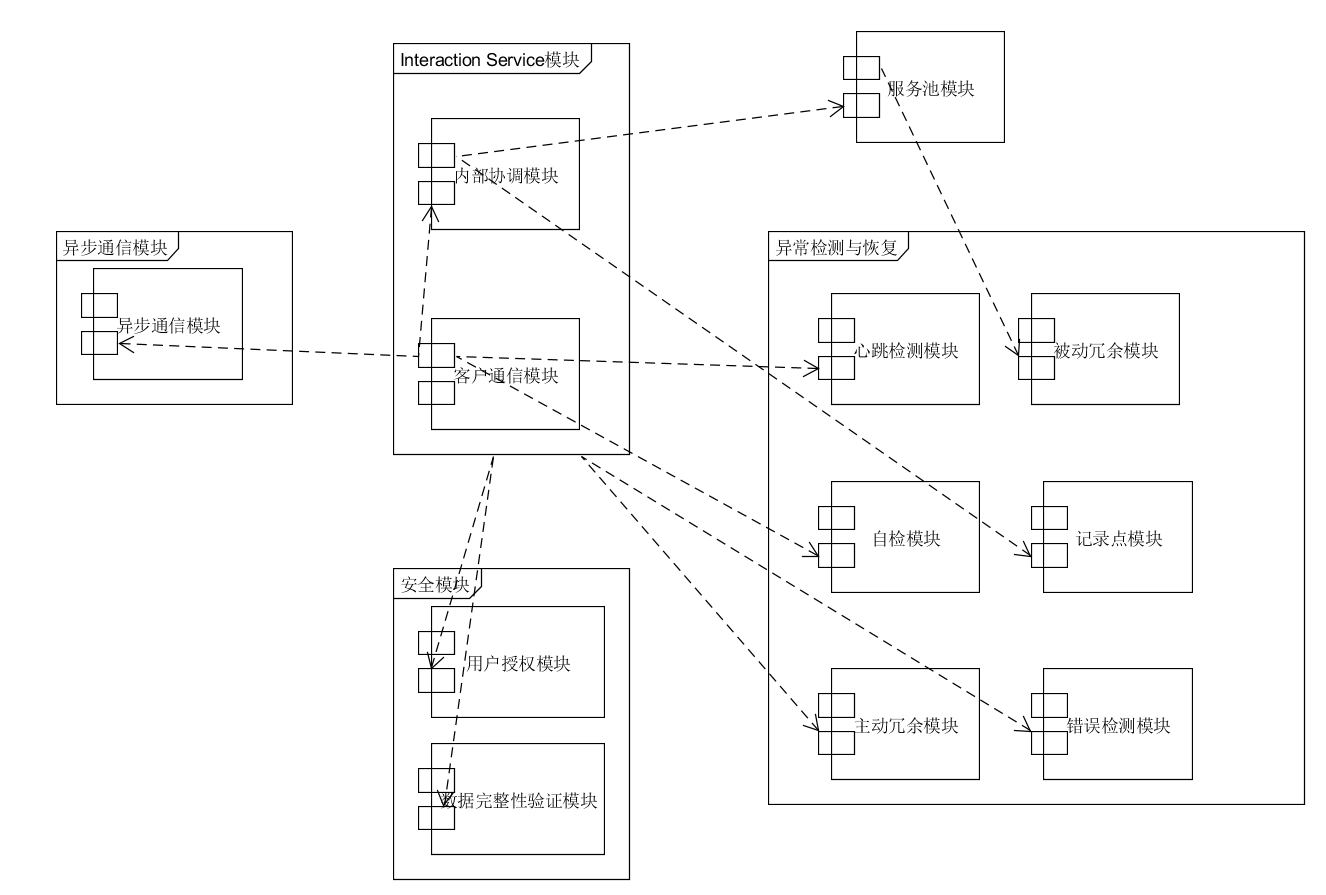 Interaction Service模块
服务池模块
内部协调模块
异步通信模块
异步通信模块
客户通信模块
异常检测与恢复
心跳检测模块
被动冗余模块
自检模块
记录点模块
主动冗余模块
错误检测模块
安全模块
用户授权模块
数据完整性验证模块